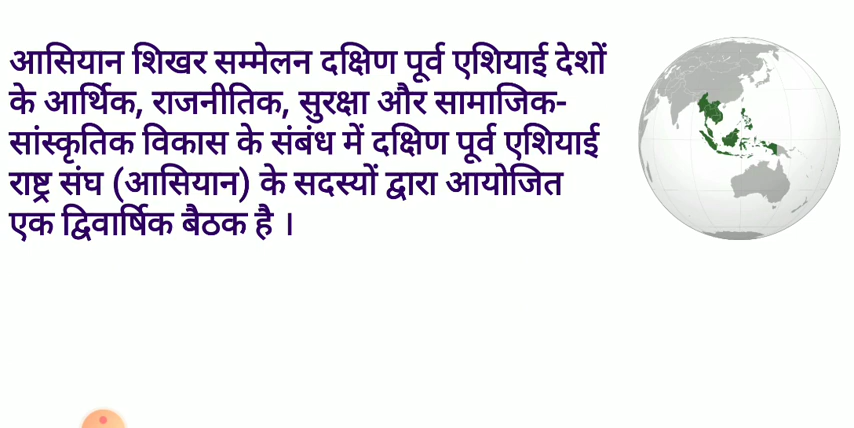 आसियान शिखर सम्मेलन दक्षिण पूर्व एशियाई देशों
के आर्थिक, राजनीतिक, सुरक्षा और सामाजिक-
सांस्कृतिक विकास के संबंध में दक्षिण पूर्व एशियाई
राष्ट्र संघ (आसियान) के सदस्यों द्वारा आयोजित
एक द्विवार्षिक बैठक है ।